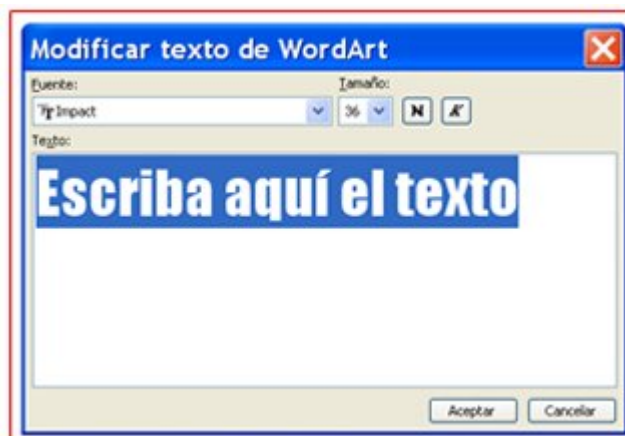 Modificar texto de WordArt
Fuente: Tamaño:
Impact 36 N K
Texto:
Escriba aquí el texto
Aceptar Cancelar